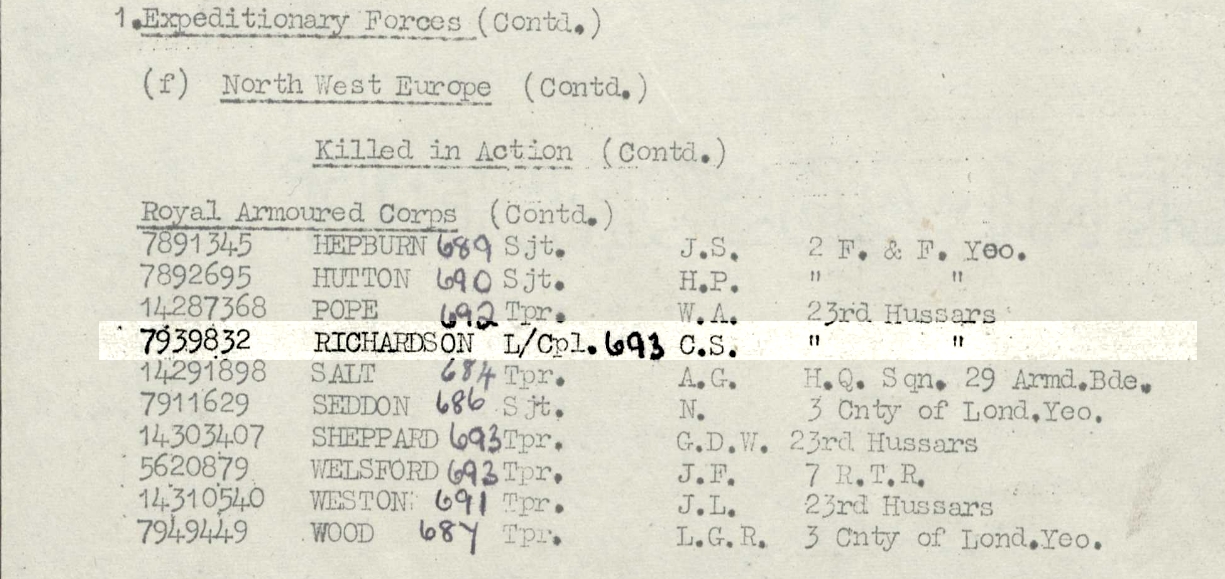 1.Expeditionary Forces (Contd.)
(f) North West Europe (Contd.)
Killed in Action (Contd.)
Royal Armoured Corps (Contd.)
7891345 HEPBURN 689 Sjt. J.S. 2 F. & F. Yeo.
7892695 HUTTON 690 Sjt. H.P. " "
14287368 POPE 692 Tpr. W.A. 23rd Hussars
7939832 RICHARDSON L/Cpl. 693 C.S. " "
14291898 SALT 684 Tpr. A.G. H.Q. Sqn. 29 Armd.Bde.
7911629 SEDDON 686 Sjt. N. 3 Cnty of Lond.Yeo.
14303407 SHEPPARD 693 Tpr. G.D.W. 23rd Hussars
5620879 WELSFORD 693 Tpr. J.F. 7 R.T.R.
14310540 WESTON 691 Tpr. J.L. 23rd Hussars
7949449 WOOD 687 Tpr. L.G.R. 3 Cnty of Lond.Yeo.